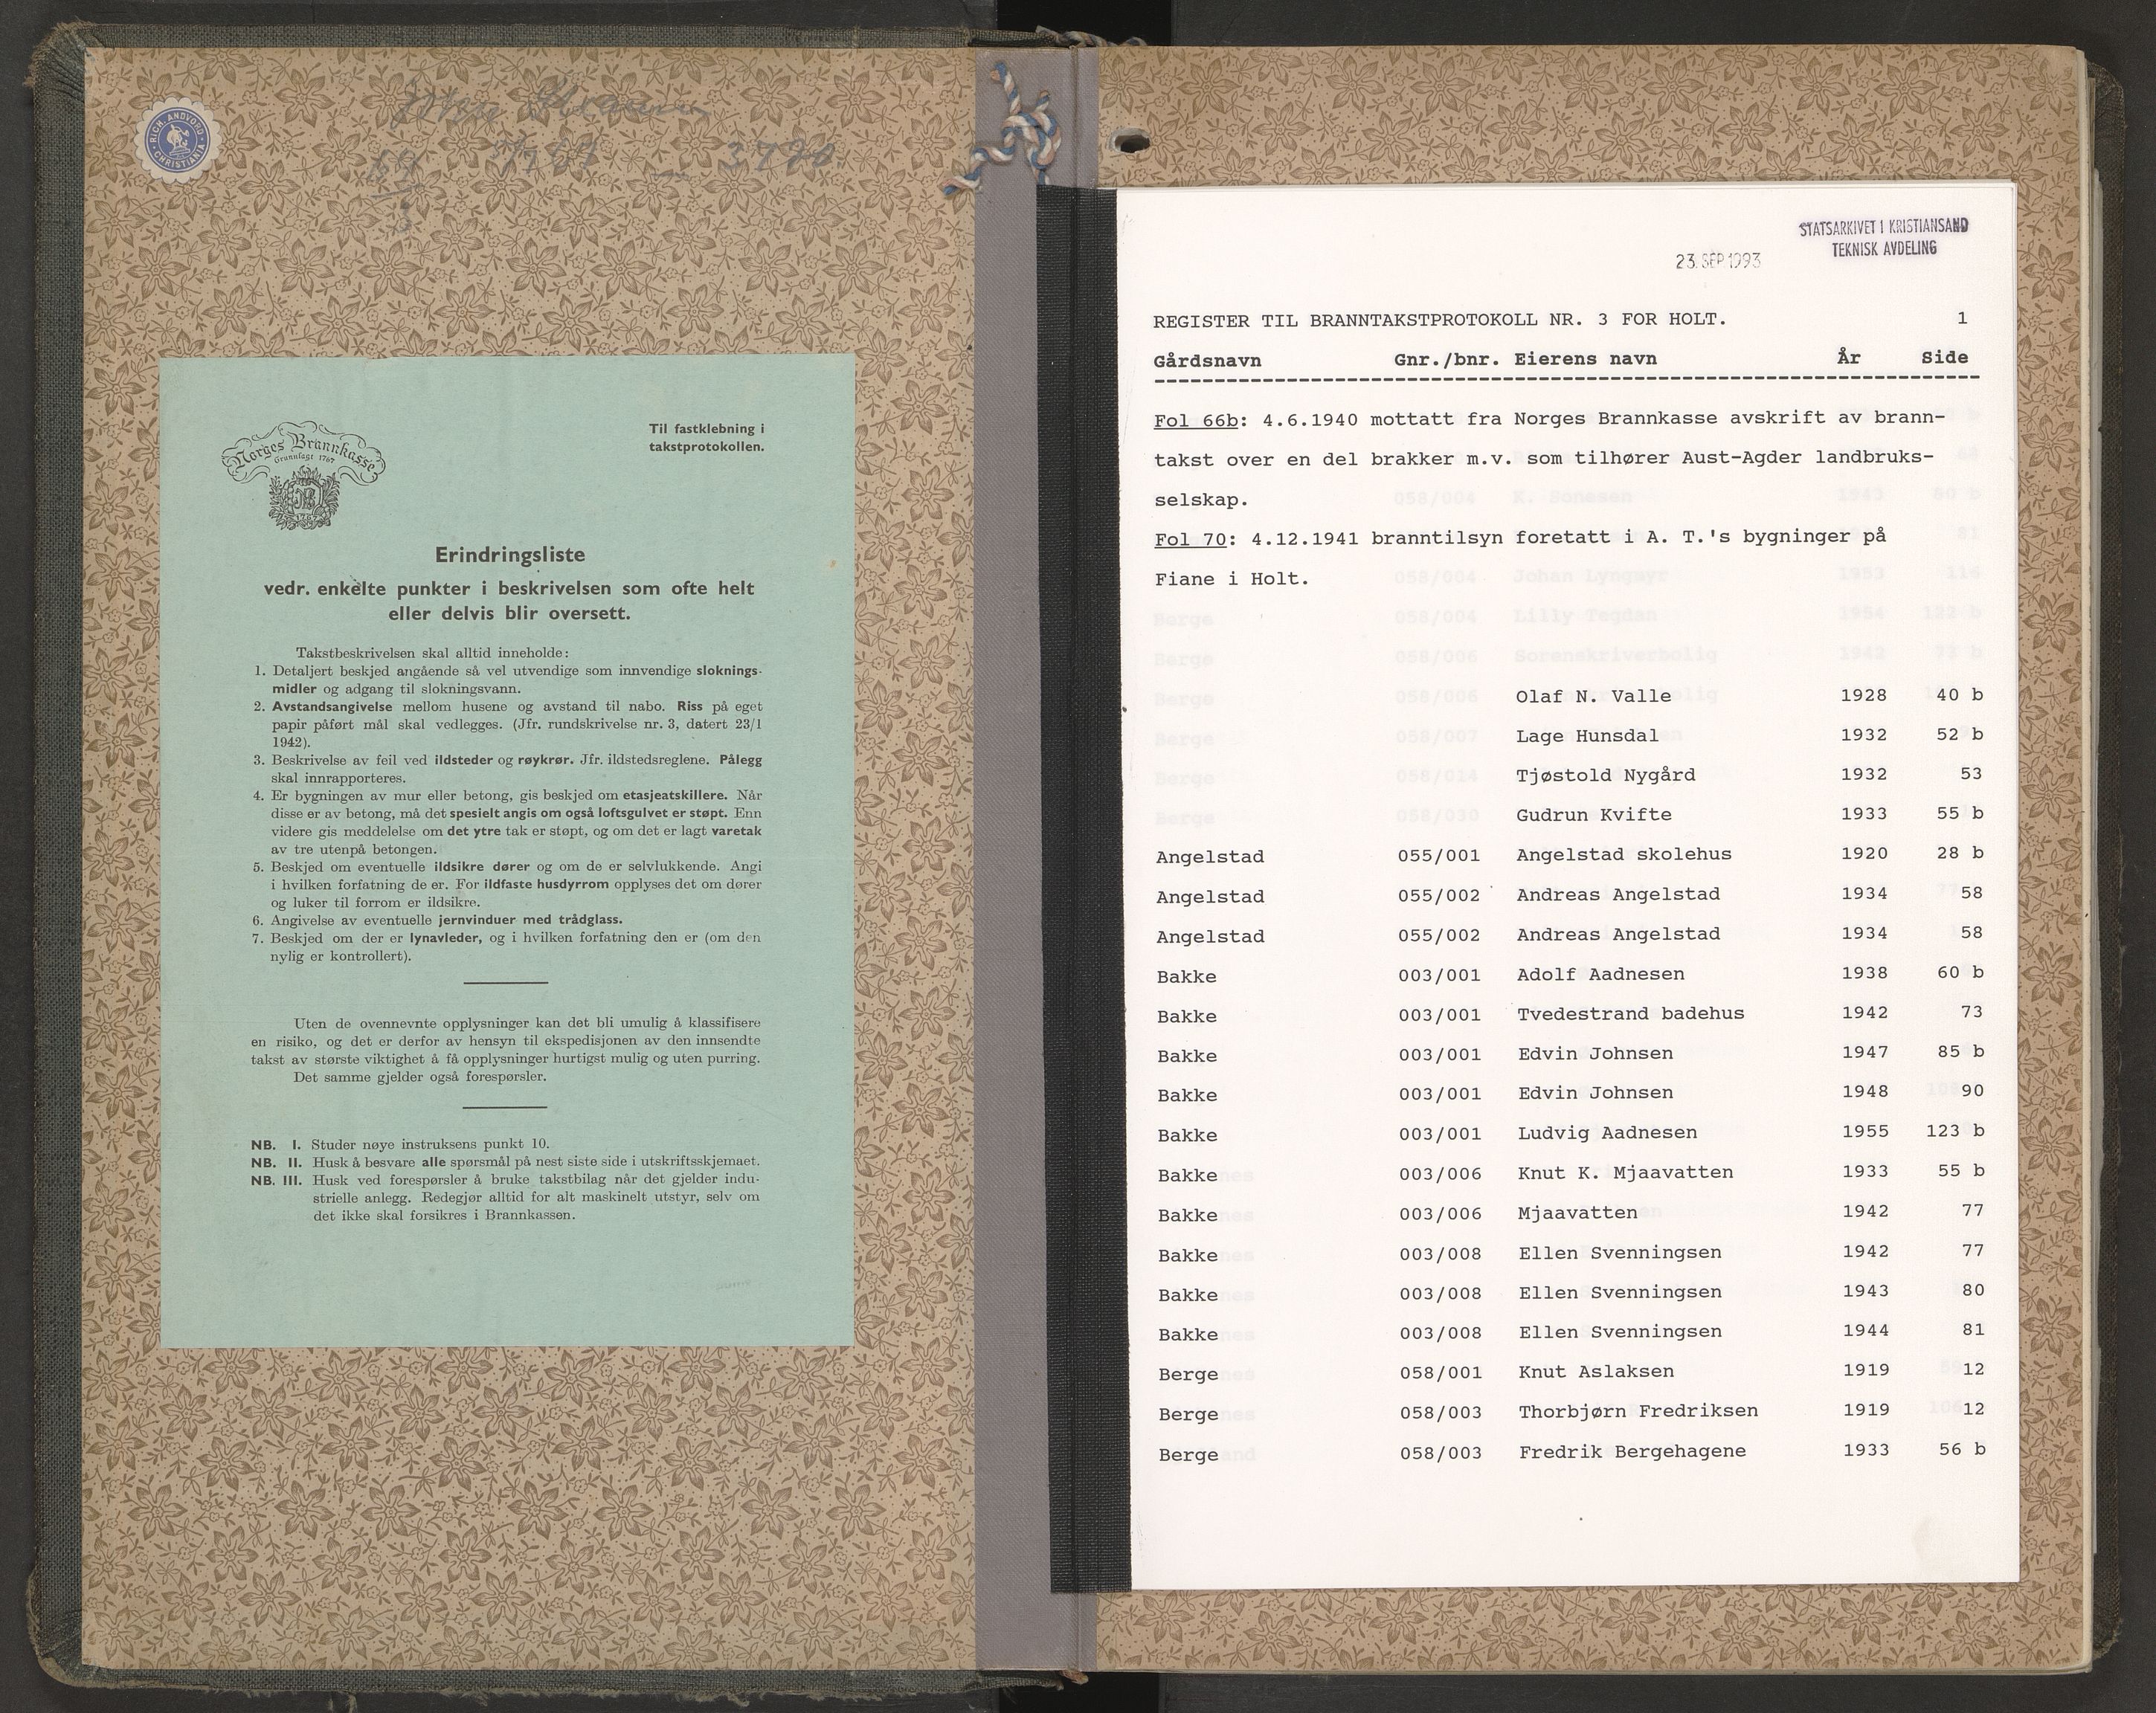 RICH. ANDVORD
CHRISTIANIA
3720
Norges Brannkasse
Grunnlagt 1767
1767
Til fastklebning i
takstprotokollen.
Erindringsliste
vedr. enkelte punkter i beskrivelsen som ofte helt
eller delvis blir oversett.
Takstbeskrivelsen skal alltid inneholde:
1. Detaljert beskjed angående så vel utvendige som innvendige sloknings-
midler og adgang til slokningsvann.
2. Avstandsangivelse mellom husene og avstand til nabo. Riss på eget
papir påført mål skal vedlegges. (Jfr. rundskrivelse nr. 3, datert 23/1
1942).
3. Beskrivelse av feil ved ildsteder og røykrør. Jfr. ildstedsreglene. Pålegg
skal innrapporteres.
4. Er bygningen av mur eller betong, gis beskjed om etasjeatskillere. Når
disse er av betong, må det spesielt angis om også loftsgulvet er støpt. Enn
videre gis meddelelse om det ytre tak er støpt, og om det er lagt varetak
av tre utenpå betongen.
5. Beskjed om eventuelle ildsikre dører og om de er selvlukkende. Angi
i hvilken forfatning de er. For ildfaste husdyrrom opplyses det om dører
og luker til forrom er ildsikre.
6. Angivelse av eventuelle jernvinduer med trådglass.
7. Beskjed om der er lynavleder, og i hvilken forfatning den er (om den
nylig er kontrollert).
Uten de ovennevnte opplysninger kan det bli umulig å klassifisere
en risiko, og det er derfor av hensyn til ekspedisjonen av den innsendte
takst av største viktighet å få opplysninger hurtigst mulig og uten purring.
Det samme gjelder også forespørsler.
NB. I. Studer nøye instruksens punkt 10.
NB. II. Husk å besvare alle spørsmål på nest siste side i utskriftsskjemaet.
NB. III. Husk ved forespørsler å bruke takstbilag når det gjelder indu-
strielle anlegg. Redegjør alltid for alt maskinelt utstyr, selv om
det ikke skal forsikres i Brannkassen.
STATSARKIVET I KRISTIANSAND
TEKNISK AVDELING
23. SEP 1993
REGISTER TIL BRANNTAKSTPROTOKOLL NR. 3 FOR HOLT. 1
Gårdsnavn Gnr./bnr. Eierens navn År Side
Fol 66b: 4.6.1940 mottatt fra Norges Brannkasse avskrift av brann-
takst over en del brakker m.v. som tilhører Aust-Agder landbruks-
selskap.
Fol 70: 4.12.1941 branntilsyn foretatt i A. T.'s bygninger på
Fiane i Holt.
Olaf N. Valle 1928 40 b
Lage Hunsdal 1932 52 b
Tjøstold Nygård 1932 53
Gudrun Kvifte 1933 55 b
Angelstad 055/001 Angelstad skolehus 1920 28 b
Angelstad 055/002 Andreas Angelstad 1934 58
Angelstad 055/002 Andreas Angelstad 1934 58
Bakke 003/001 Adolf Aadnesen 1938 60 b
Bakke 003/001 Tvedestrand badehus 1942 73
Bakke 003/001 Edvin Johnsen 1947 85 b
Bakke 003/001 Edvin Johnsen 1948 90
Bakke 003/001 Ludvig Aadnesen 1955 123 b
Bakke 003/006 Knut K. Mjaavatten 1933 55 b
Bakke 003/006 Mjaavatten 1942 77
Bakke 003/008 Ellen Svenningsen 1942 77
Bakke 003/008 Ellen Svenningsen 1943 80
Bakke 003/008 Ellen Svenningsen 1944 81
Berge 058/001 Knut Aslaksen 1919 12
Berge 058/003 Thorbjørn Fredriksen 1919 12
Berge 058/003 Fredrik Bergehagene 1933 56 b